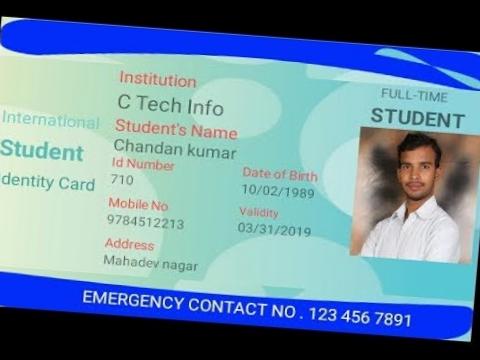 Institution
C Tech Info
FULL-TIME
STUDENT
International
Student
Identity Card
Student's Name
Chandan kumar
Id Number
710
Date of Birth
10/02/1989
Mobile No
9784512213
Validity
03/31/2019
Address
Mahadev nagar
EMERGENCY CONTACT NO . 123 456 7891